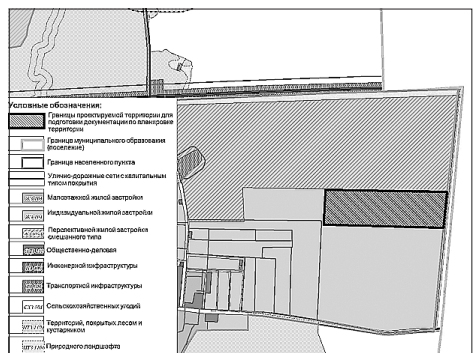 Условные обозначения:
Границы проектируемой территории для
подготовки документации по планировке
территории
Граница муниципального образования
(поселение)
Граница населенного пункта
Улично-дорожные сети с капитальным
типом покрытия
Малоэтажной жилой застройки
Индивидуальной жилой застройки
Перспективной жилой застройки
смешанного типа
Общественно-деловая
Инженерной инфраструктуры
Транспортной инфраструктуры
Сельскохозяйственных угодий
Территорий, покрытых лесом и
кустарником
Природного ландшафта